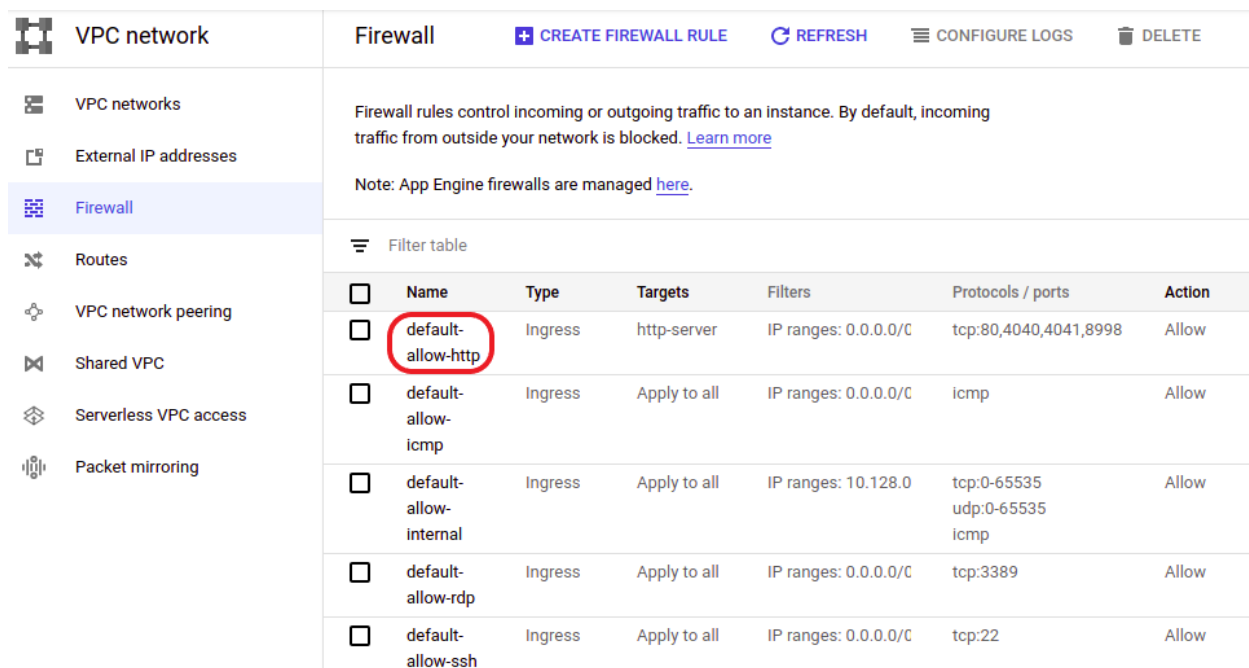 VPC network
Firewall
CREATE FIREWALL RULE
REFRESH
CONFIGURE LOGS
DELETE
VPC networks
External IP addresses
Firewall
Routes
VPC network peering
Shared VPC
Serverless VPC access
Packet mirroring
Firewall rules control incoming or outgoing traffic to an instance. By default, incoming
traffic from outside your network is blocked. Learn more
Note: App Engine firewalls are managed here.
Filter table
Name Type Targets Filters Protocols / ports Action
default- Ingress http-server IP ranges: 0.0.0.0/0 tcp:80,4040,4041,8998 Allow
allow-http
default- Ingress Apply to all IP ranges: 0.0.0.0/0 icmp Allow
allow-
icmp
default- Ingress Apply to all IP ranges: 10.128.0 tcp:0-65535 Allow
allow- udp:0-65535
internal icmp
default- Ingress Apply to all IP ranges: 0.0.0.0/0 tcp:3389 Allow
allow-rdp
default- Ingress Apply to all IP ranges: 0.0.0.0/0 tcp:22 Allow
allow-ssh